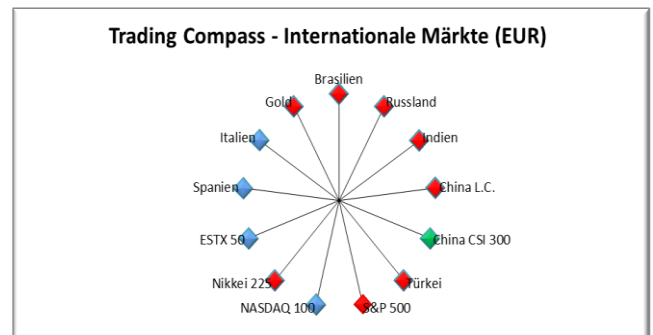 Trading Compass - Internationale Märkte (EUR)
Brasilien
Gold
Russland
Italien
Indien
Spanien
China L.C.
ESTX 50
China CSI 300
Nikkei 225
Türkei
NASDAQ 100
S&P 500